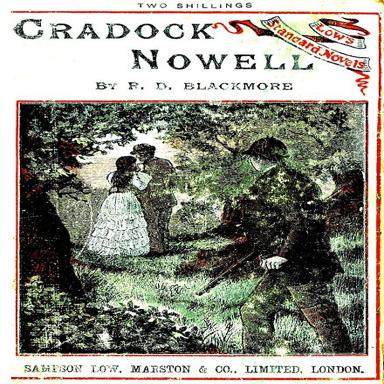 TWO SHILLINGS
CRADOCK
NOWELL
LOW'S
Standard Novels
BY R. D. BLACKMORE
SAMPSON LOW, MARSTON & CO., LIMITED, LONDON.